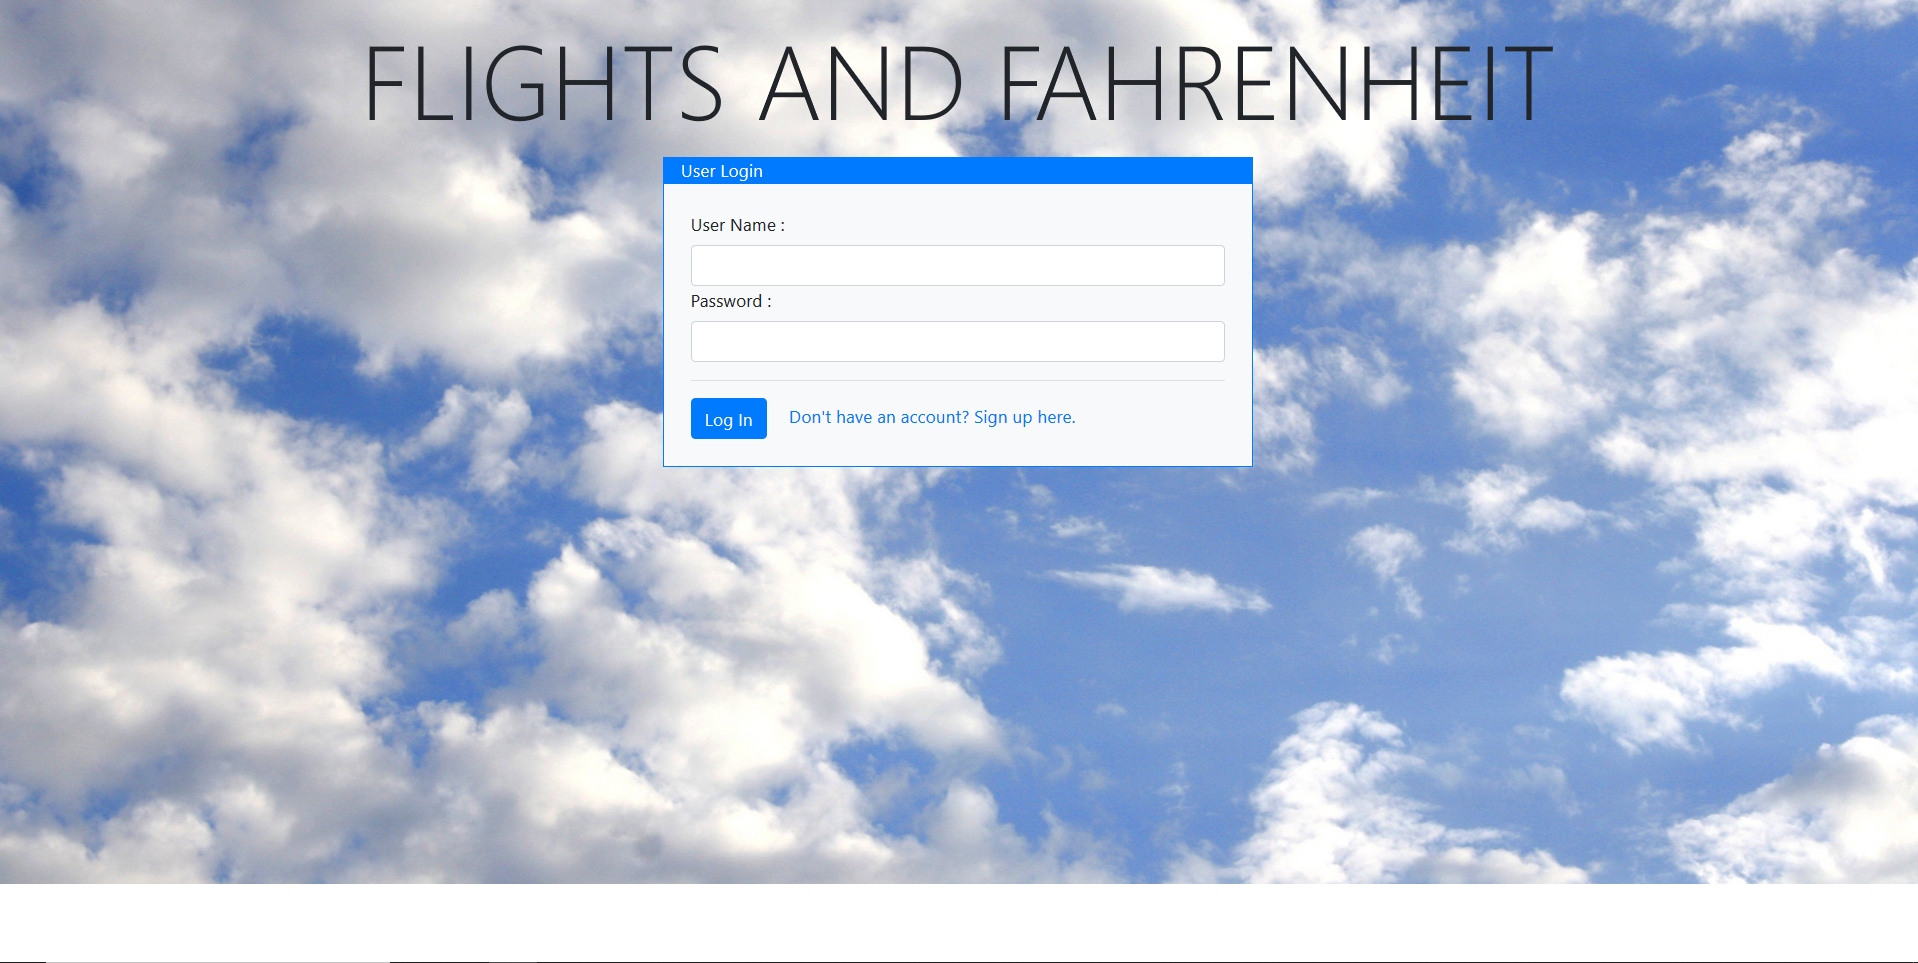 FLIGHTS AND FAHRENHEIT
User Login
User Name :
Password :
Log In
Don't have an account? Sign up here.